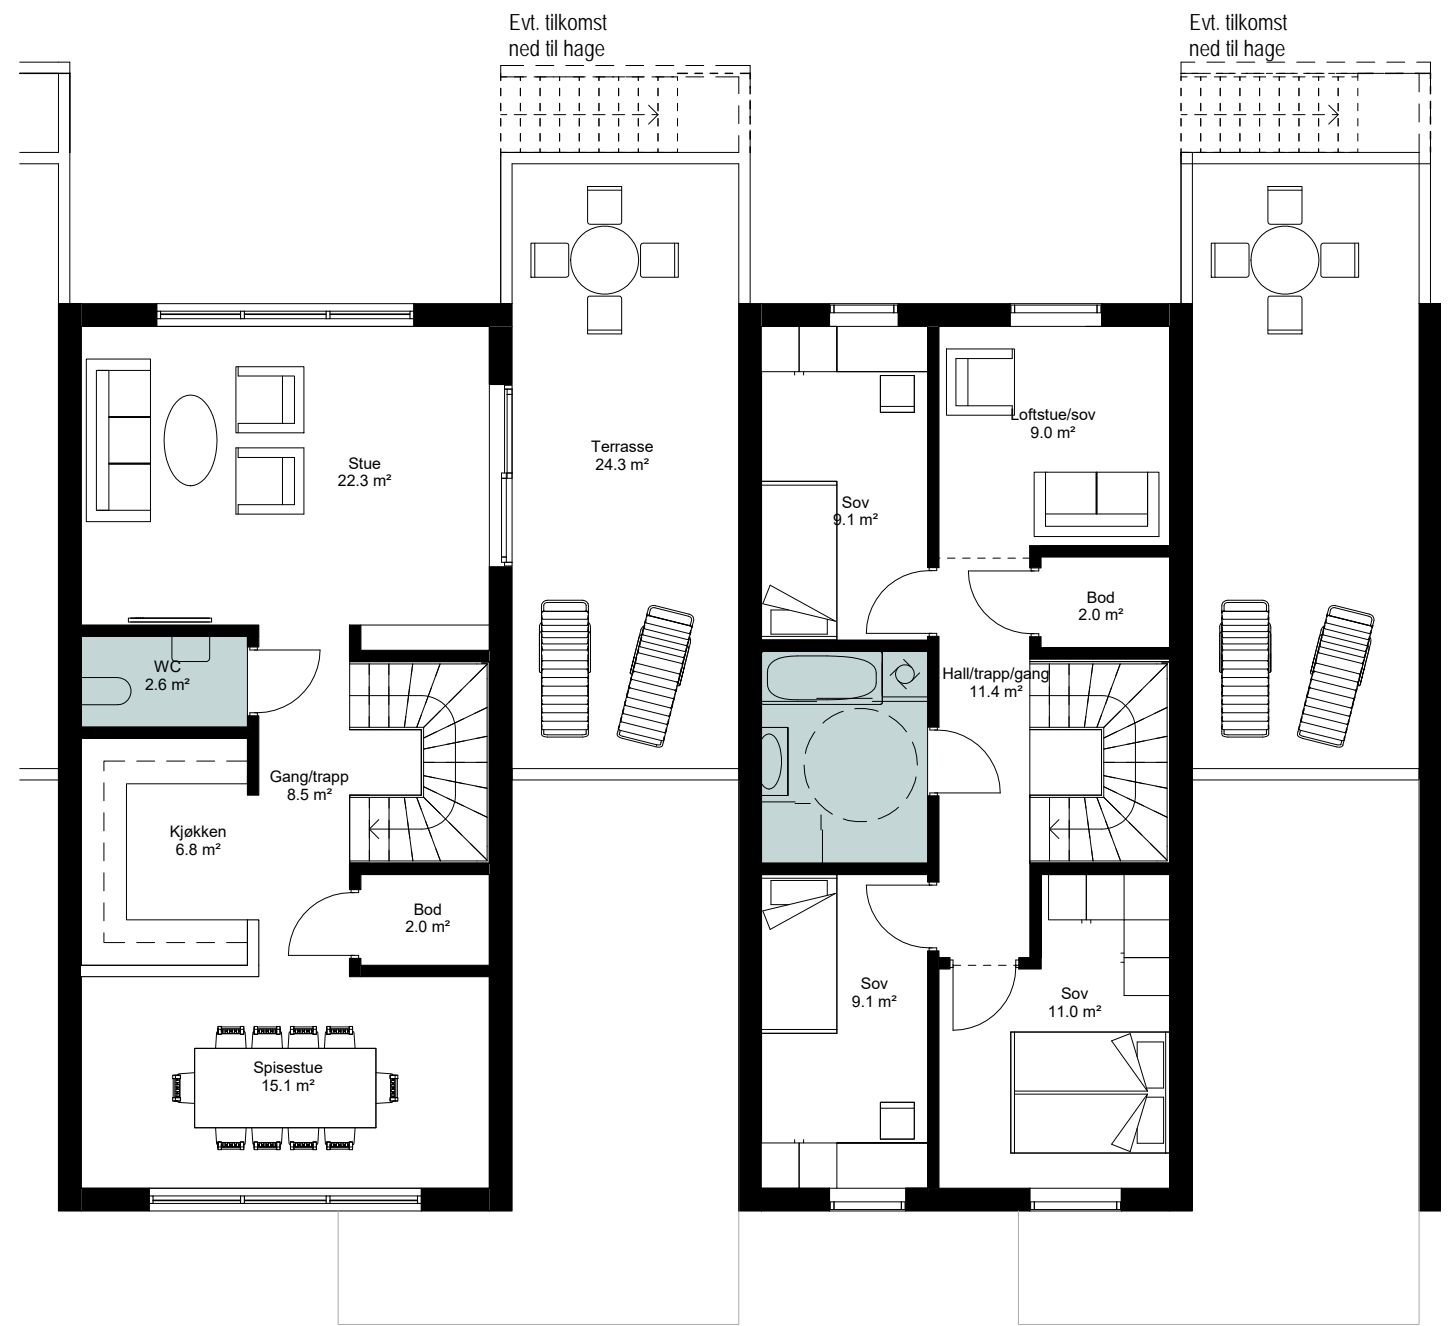 Evt. tilkomst
ned til hage
Evt. tilkomst
ned til hage
Stue
22.3 m²
Terrasse
24.3 m²
Loftstue/sov
9.0 m²
Sov
9.1 m²
Bod
2.0 m²
WC
2.6 m²
Hall/trapp/gang
11.4 m²
Gang/trapp
8.5 m²
Kjøkken
6.8 m²
Bod
2.0 m²
Sov
9.1 m²
Sov
11.0 m²
Spisestue
15.1 m²